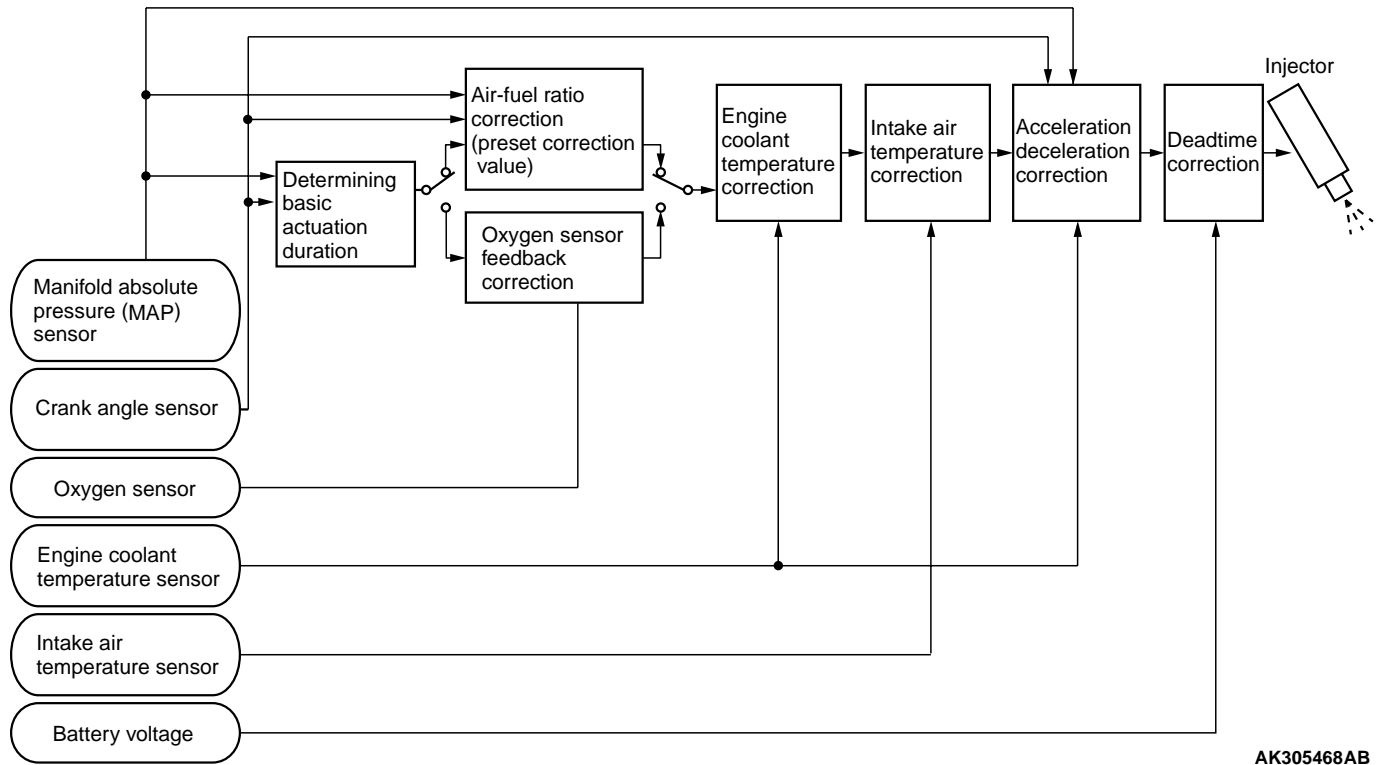 Injector
Air-fuel ratio
correction
(preset correction
value)
Engine
coolant
temperature
correction
Intake air
temperature
correction
Acceleration
deceleration
correction
Deadtime
correction
Determining
basic
actuation
duration
Oxygen sensor
feedback
correction
Manifold absolute
pressure (MAP)
sensor
Crank angle sensor
Oxygen sensor
Engine coolant
temperature sensor
Intake air
temperature sensor
Battery voltage
AK305468AB